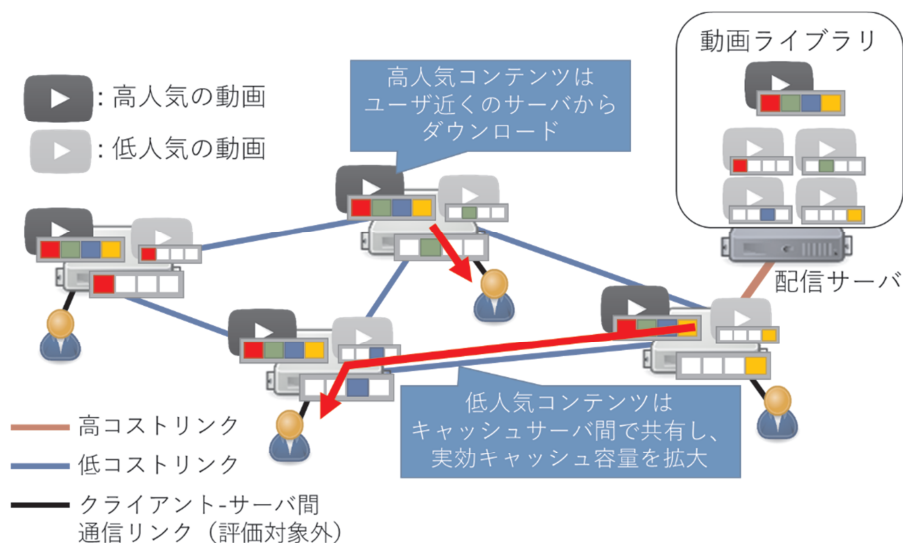 動画ライブラリ
: 高人気の動画
: 低人気の動画
高人気コンテンツは
ユーザ近くのサーバから
ダウンロード
配信サーバ
低人気コンテンツは
キャッシュサーバ間で共有し、
実効キャッシュ容量を拡大
高コストリンク
低コストリンク
クライアント-サーバ間
通信リンク（評価対象外）